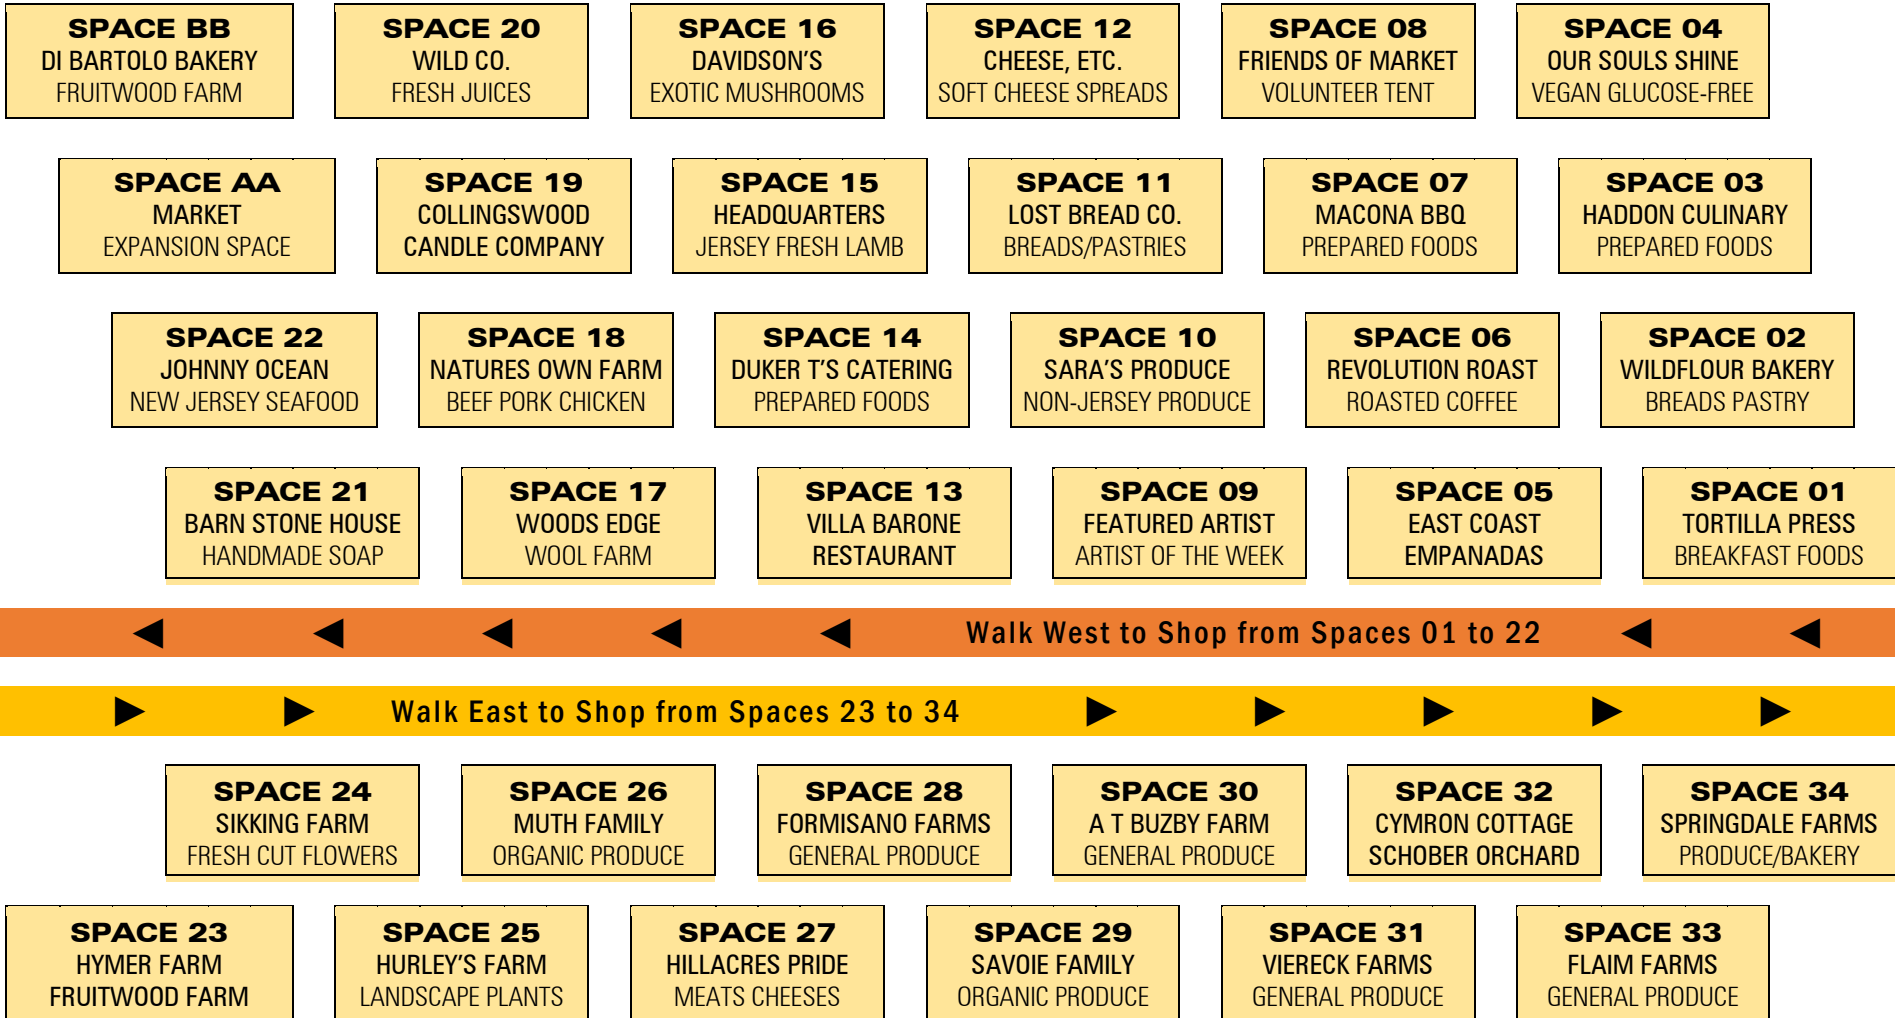 SPACE BB
DI BARTOLO BAKERY
FRUITWOOD FARM
SPACE 20
WILD CO.
FRESH JUICES
SPACE 16
DAVIDSON'S
EXOTIC MUSHROOMS
SPACE 12
CHEESE, ETC.
SOFT CHEESE SPREADS
SPACE 08
FRIENDS OF MARKET
VOLUNTEER TENT
SPACE 04
OUR SOULS SHINE
VEGAN GLUCOSE-FREE
SPACE AA
MARKET
EXPANSION SPACE
SPACE 19
COLLINGSWOOD
CANDLE COMPANY
SPACE 15
HEADQUARTERS
JERSEY FRESH LAMB
SPACE 11
LOST BREAD CO.
BREADS/PASTRIES
SPACE 07
MACONA BBQ
PREPARED FOODS
SPACE 03
HADDON CULINARY
PREPARED FOODS
SPACE 22
JOHNNY OCEAN
NEW JERSEY SEAFOOD
SPACE 18
NATURES OWN FARM
BEEF PORK CHICKEN
SPACE 14
DUKER T'S CATERING
PREPARED FOODS
SPACE 10
SARA'S PRODUCE
NON-JERSEY PRODUCE
SPACE 06
REVOLUTION ROAST
ROASTED COFFEE
SPACE 02
WILDFLOUR BAKERY
BREADS PASTRY
SPACE 21
BARN STONE HOUSE
HANDMADE SOAP
SPACE 17
WOODS EDGE
WOOL FARM
SPACE 13
VILLA BARONE
RESTAURANT
SPACE 09
FEATURED ARTIST
ARTIST OF THE WEEK
SPACE 05
EAST COAST
EMPANADAS
SPACE 01
TORTILLA PRESS
BREAKFAST FOODS
Walk West to Shop from Spaces 01 to 22
Walk East to Shop from Spaces 23 to 34
SPACE 24
SIKKING FARM
FRESH CUT FLOWERS
SPACE 26
MUTH FAMILY
ORGANIC PRODUCE
SPACE 28
FORMISANO FARMS
GENERAL PRODUCE
SPACE 30
A T BUZBY FARM
GENERAL PRODUCE
SPACE 32
CYMRON COTTAGE
SCHOBER ORCHARD
SPACE 34
SPRINGDALE FARMS
PRODUCE/BAKERY
SPACE 23
HYMER FARM
FRUITWOOD FARM
SPACE 25
HURLEY'S FARM
LANDSCAPE PLANTS
SPACE 27
HILLACRES PRIDE
MEATS CHEESES
SPACE 29
SAVOIE FAMILY
ORGANIC PRODUCE
SPACE 31
VIERECK FARMS
GENERAL PRODUCE
SPACE 33
FLAIM FARMS
GENERAL PRODUCE